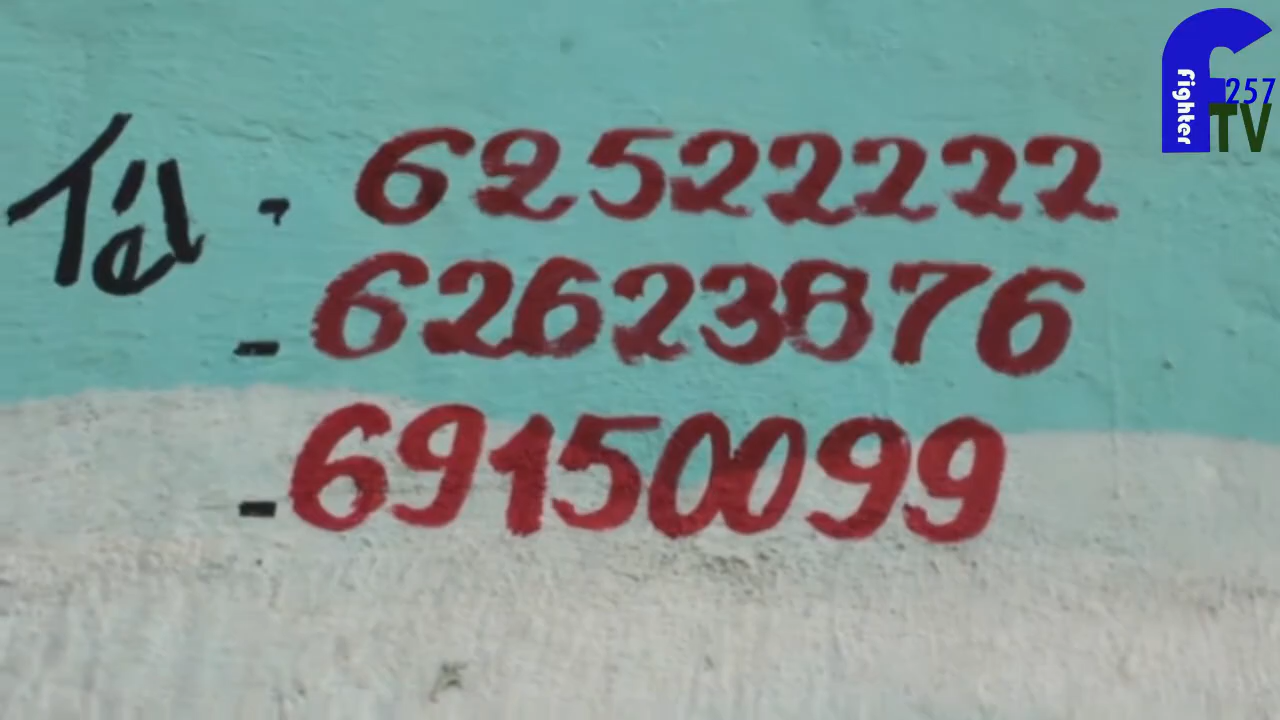 Tél - 62522222
- 62623876
- 69150099
fighter
257
TV